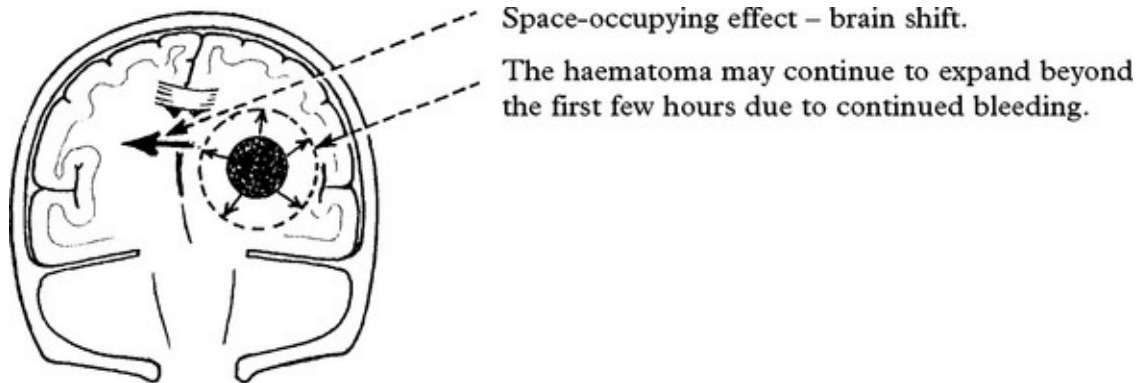 Space-occupying effect – brain shift.
The haematoma may continue to expand beyond
the first few hours due to continued bleeding.